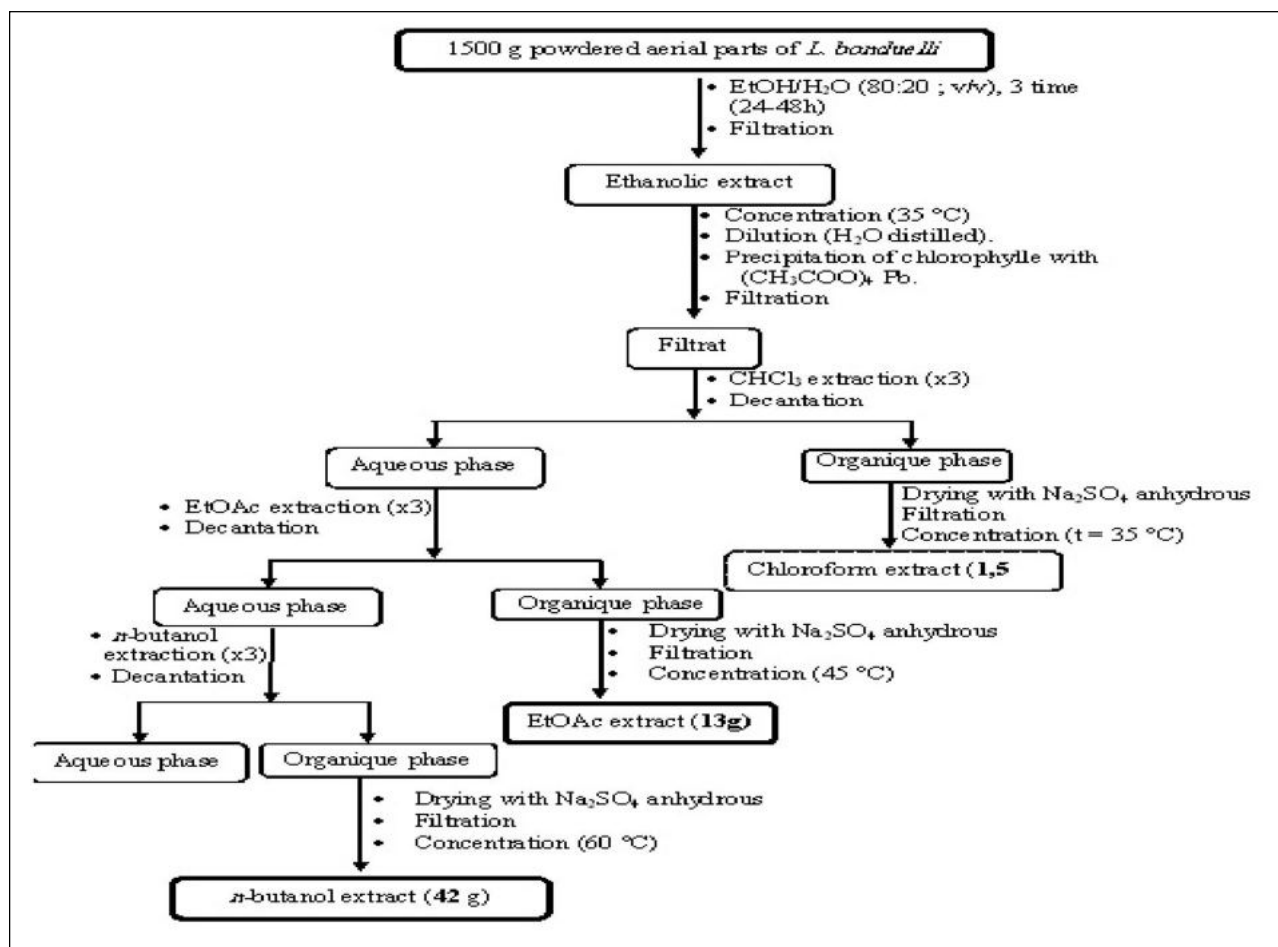 1500 g powdered aerial parts of L. bonduelli
• EtOH/H₂O (80:20 ; v/v), 3 time
(24-48h)
• Filtration
Ethanolic extract
• Concentration (35 °C)
• Dilution (H₂O distilled).
• Precipitation of chlorophylle with
(CH₃COO)₄ Pb.
• Filtration
Filtrat
• CHCl₃ extraction (x3)
• Decantation
Aqueous phase
Organique phase
• EtOAc extraction (x3)
• Decantation
Drying with Na₂SO₄ anhydrous
Filtration
Concentration (t = 35 °C)
Chloroform extract (1,5
Aqueous phase
Organique phase
• n-butanol
extraction (x3)
• Decantation
• Drying with Na₂SO₄ anhydrous
• Filtration
• Concentration (45 °C)
EtOAc extract (13g)
Aqueous phase
Organique phase
• Drying with Na₂SO₄ anhydrous
• Filtration
• Concentration (60 °C)
n-butanol extract (42 g)